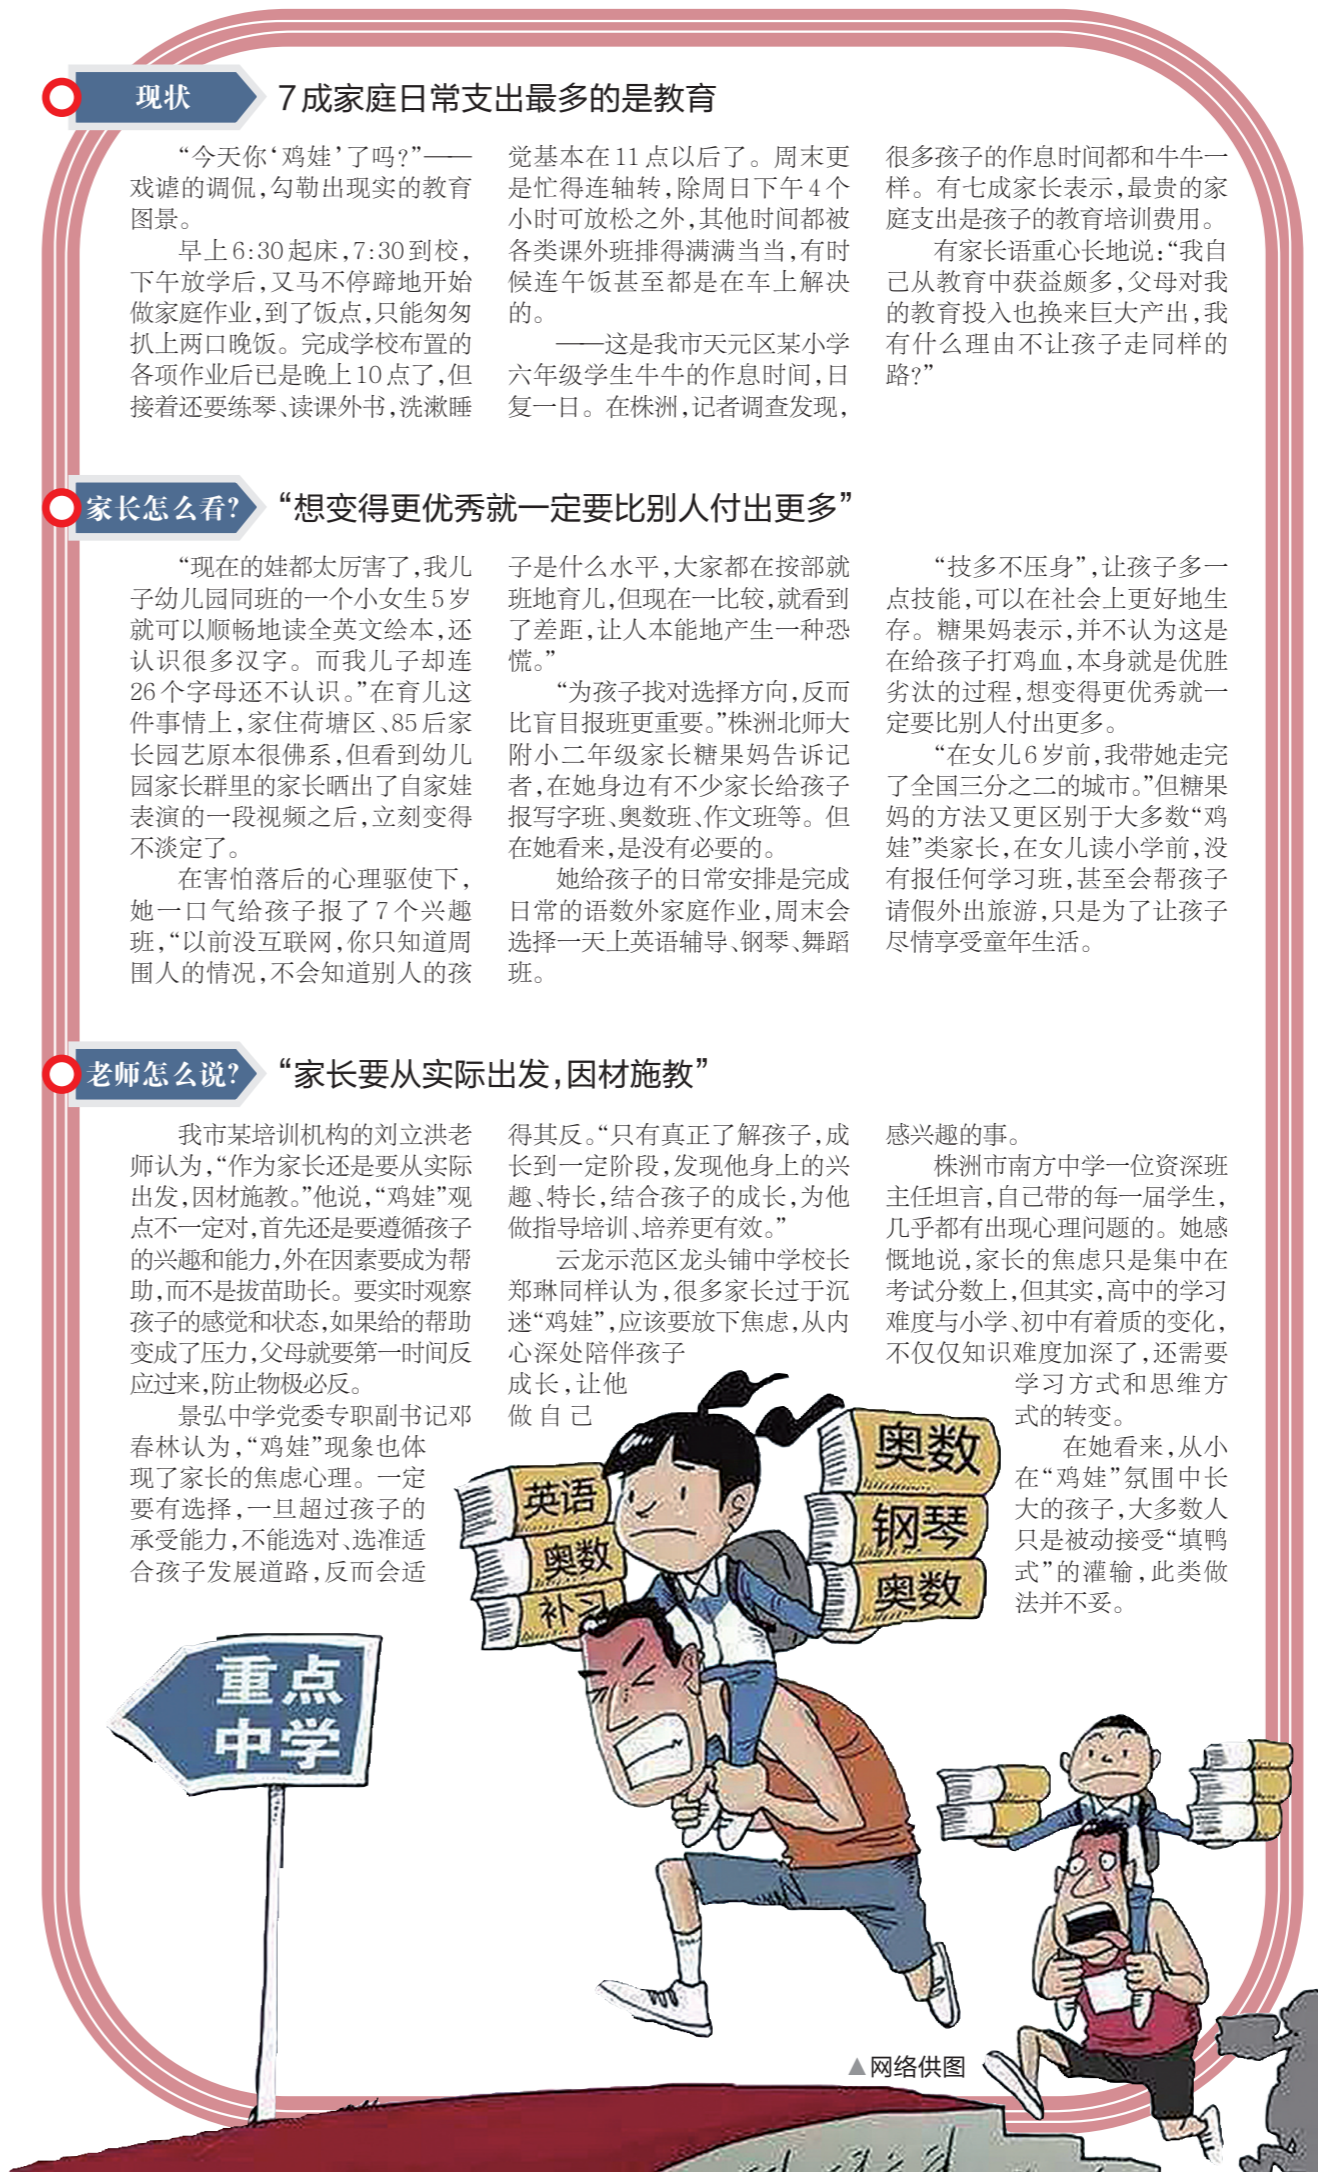 现状
7成家庭日常支出最多的是教育
“今天你‘鸡娃’了吗?”——
戏谑的调侃,勾勒出现实的教育
图景。
早上6:30起床,7:30到校,
下午放学后,又马不停蹄地开始
做家庭作业,到了饭点,只能匆匆
扒上两口晚饭。完成学校布置的
各项作业后已是晚上10点了,但
接着还要练琴、读课外书,洗漱睡
觉基本在11点以后了。周末更
是忙得连轴转,除周日下午4个
小时可放松之外,其他时间都被
各类课外班排得满满当当,有时
候连午饭甚至都是在车上解决
的。
——这是我市天元区某小学
六年级学生牛牛的作息时间,日
复一日。在株洲,记者调查发现,
很多孩子的作息时间都和牛牛一
样。有七成家长表示,最贵的家
庭支出是孩子的教育培训费用。
有家长语重心长地说:“我自
己从教育中获益颇多,父母对我
的教育投入也换来巨大产出,我
有什么理由不让孩子走同样的
路?”
家长怎么看?
“想变得更优秀就一定要比别人付出更多”
“现在的娃都太厉害了,我儿
子幼儿园同班的一个小女生5岁
就可以顺畅地读全英文绘本,还
认识很多汉字。而我儿子却连
26个字母还不认识。”在育儿这
件事情上,家住荷塘区、85后家
长园艺原本很佛系,但看到幼儿
园家长群里的家长晒出了自家娃
表演的一段视频之后,立刻变得
不淡定了。
在害怕落后的心理驱使下,
她一口气给孩子报了7个兴趣
班,“以前没互联网,你只知道周
围人的情况,不会知道别人的孩
子是什么水平,大家都在按部就
班地育儿,但现在一比较,就看到
了差距,让人本能地产生一种恐
慌。”
“为孩子找对选择方向,反而
比盲目报班更重要。”株洲北师大
附小二年级家长糖果妈告诉记
者,在她身边有不少家长给孩子
报写字班、奥数班、作文班等。但
在她看来,是没有必要的。
她给孩子的日常安排是完成
日常的语数外家庭作业,周末会
选择一天上英语辅导、钢琴、舞蹈
班。
“技多不压身”,让孩子多一
点技能,可以在社会上更好地生
存。糖果妈表示,并不认为这是
在给孩子打鸡血,本身就是优胜
劣汰的过程,想变得更优秀就一
定要比别人付出更多。
“在女儿6岁前,我带她走完
了全国三分之二的城市。”但糖果
妈的方法又更区别于大多数“鸡
娃”类家长,在女儿读小学前,没
有报任何学习班,甚至会帮孩子
请假外出旅游,只是为了让孩子
尽情享受童年生活。
老师怎么说?
“家长要从实际出发,因材施教”
我市某培训机构的刘立洪老
师认为,“作为家长还是要从实际
出发,因材施教。”他说,“鸡娃”观
点不一定对,首先还是要遵循孩子
的兴趣和能力,外在因素要成为帮
助,而不是拔苗助长。要实时观察
孩子的感觉和状态,如果给的帮助
变成了压力,父母就要第一时间反
应过来,防止物极必反。
景弘中学党委专职副书记邓
春林认为,“鸡娃”现象也体
现了家长的焦虑心理。一定
要有选择,一旦超过孩子的
承受能力,不能选对、选准适
合孩子发展道路,反而会适
得其反。“只有真正了解孩子,成
长到一定阶段,发现他身上的兴
趣、特长,结合孩子的成长,为他
做指导培训、培养更有效。”
云龙示范区龙头铺中学校长
郑琳同样认为,很多家长过于沉
迷“鸡娃”,应该要放下焦虑,从内
心深处陪伴孩子
成长,让他
做自己
感兴趣的事。
株洲市南方中学一位资深班
主任坦言,自己带的每一届学生,
几乎都有出现心理问题的。她感
慨地说,家长的焦虑只是集中在
考试分数上,但其实,高中的学习
难度与小学、初中有着质的变化,
不仅仅知识难度加深了,还需要
学习方式和思维方
式的转变。
在她看来,从小
在“鸡娃”氛围中长
大的孩子,大多数人
只是被动接受“填鸭
式”的灌输,此类做
法并不妥。
英语
奥数
补习
奥数
钢琴
奥数
重点
中学
▲网络供图